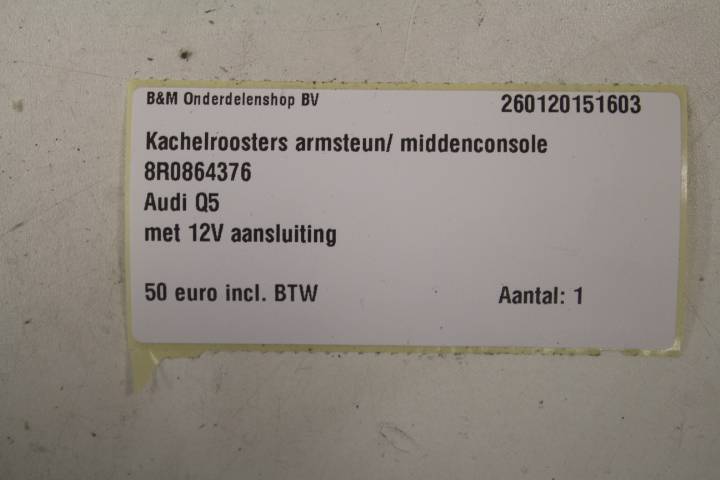 B&M Onderdelenshop BV 260120151603
Kachelroosters armsteun/ middenconsole
8R0864376
Audi Q5
met 12V aansluiting
50 euro incl. BTW Aantal: 1